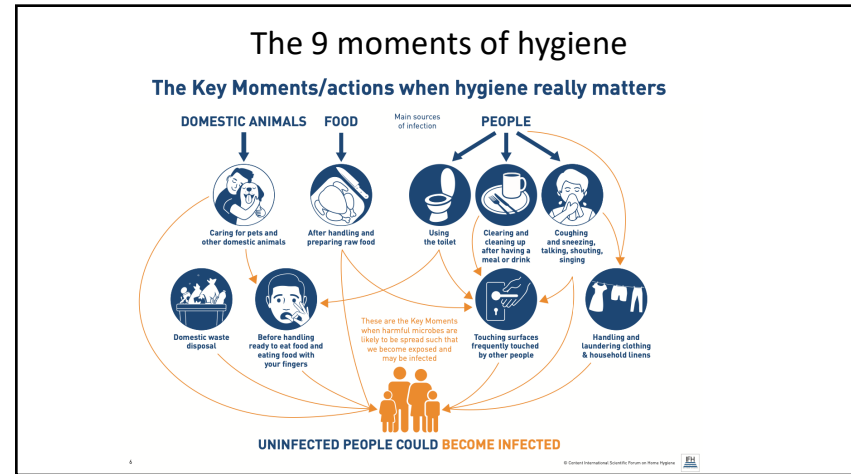 The 9 moments of hygiene
The Key Moments/actions when hygiene really matters
DOMESTIC ANIMALS
FOOD
Main sources
of infection
PEOPLE
Caring for pets and
other domestic animals
After handling and
preparing raw food
Using
the toilet
Clearing and
cleaning up
after having a
meal or drink
Coughing
and sneezing,
talking, shouting,
singing
Domestic waste
disposal
Before handling
ready to eat food and
eating food with
your fingers
These are the Key Moments
when harmful microbes are
likely to be spread such that
we become exposed and
may be infected
Touching surfaces
frequently touched
by other people
Handling and
laundering clothing
& household linens
UNINFECTED PEOPLE COULD BECOME INFECTED
6
© Content International Scientific Forum on Home Hygiene
IFH